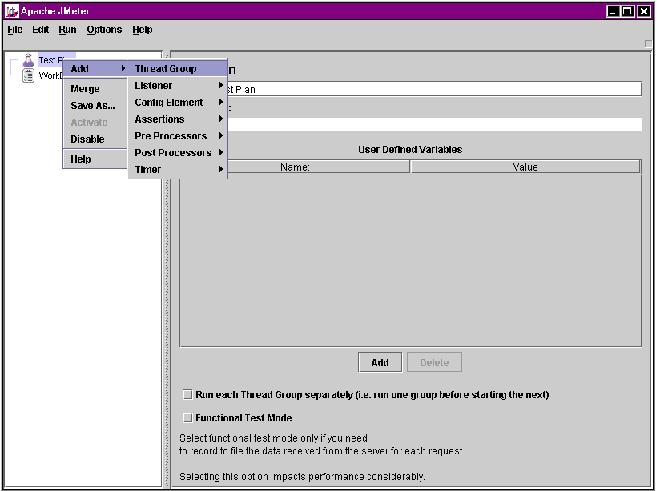 Apache JMeter
File Edit Run Options Help
Test P
WorkB
Add
Merge
Save As...
Activate
Disable
Help
Thread Group
Listener
Config Element
Assertions
Pre Processors
Post Processors
Timer
n
st Plan
:
User Defined Variables
Name: Value
Add Delete
Run each Thread Group separately (i.e. run one group before starting the next)
Functional Test Mode
Select functional test mode only if you need
to record to file the data received from the server for each request.
Selecting this option impacts performance considerably.